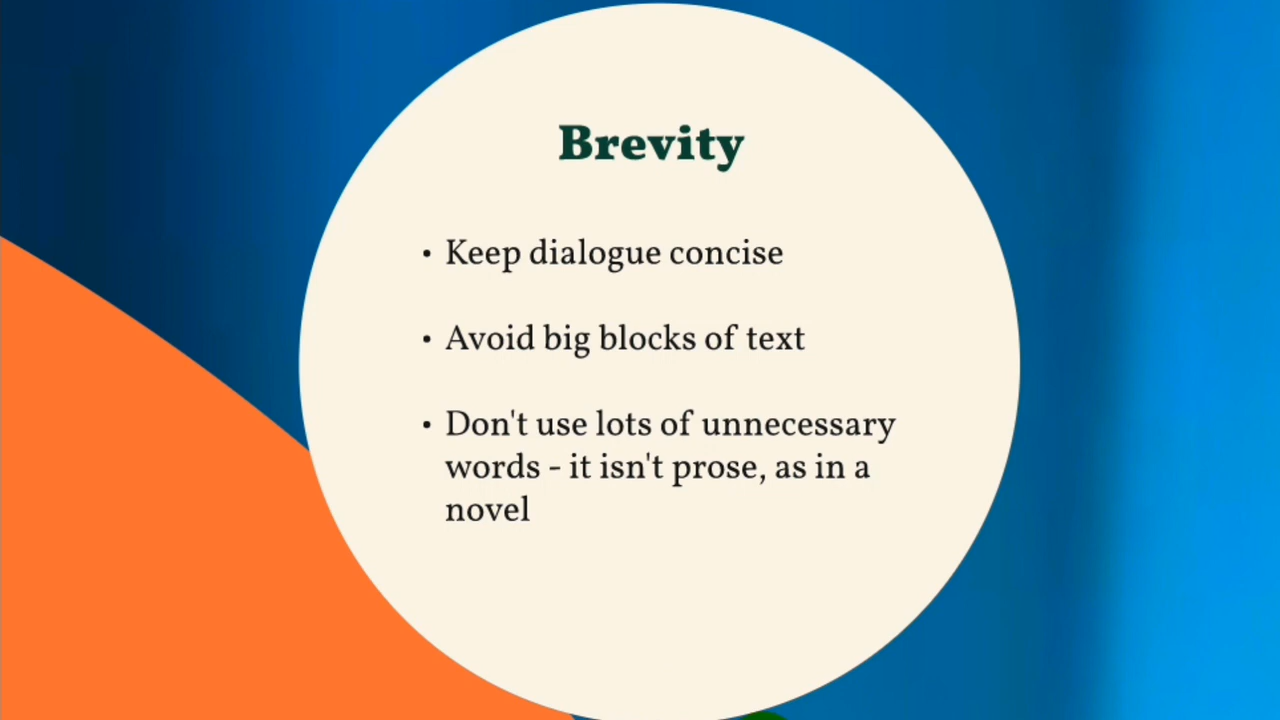 Brevity
• Keep dialogue concise
• Avoid big blocks of text
• Don't use lots of unnecessary
words - it isn't prose, as in a
novel